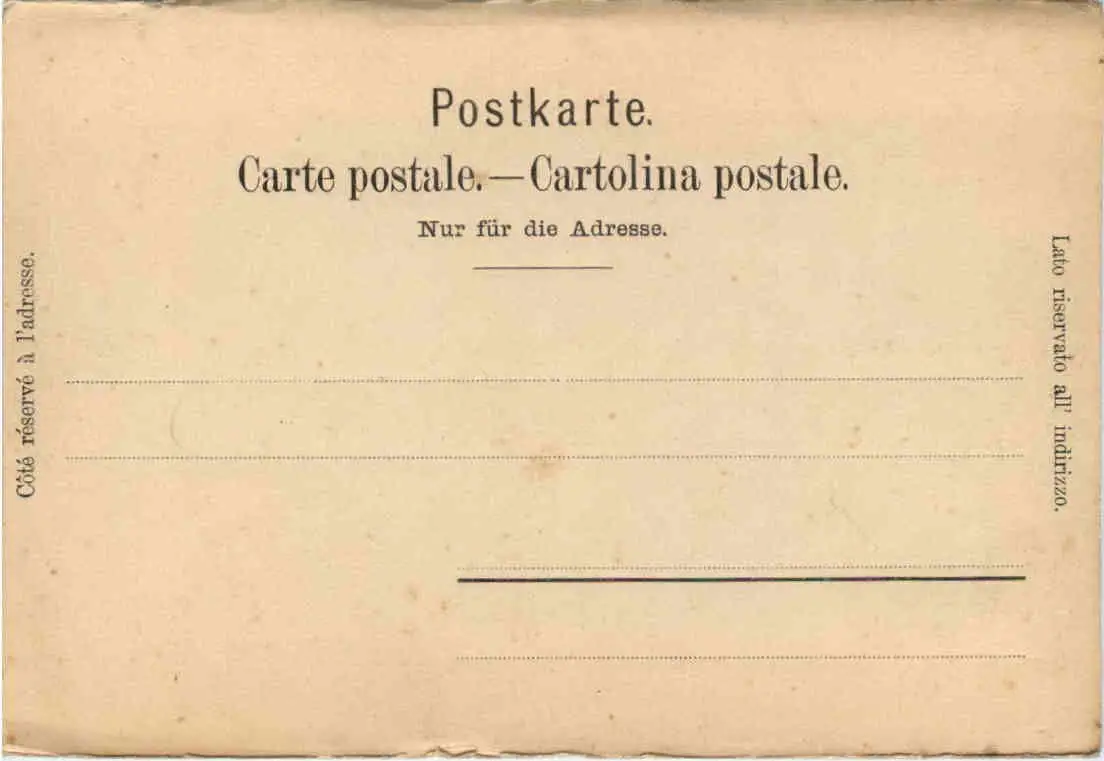 Postkarte.
Carte postale.—Cartolina postale.
Nur für die Adresse.
Côté réservé à l'adresse.
Lato riservato all' indirizzo.